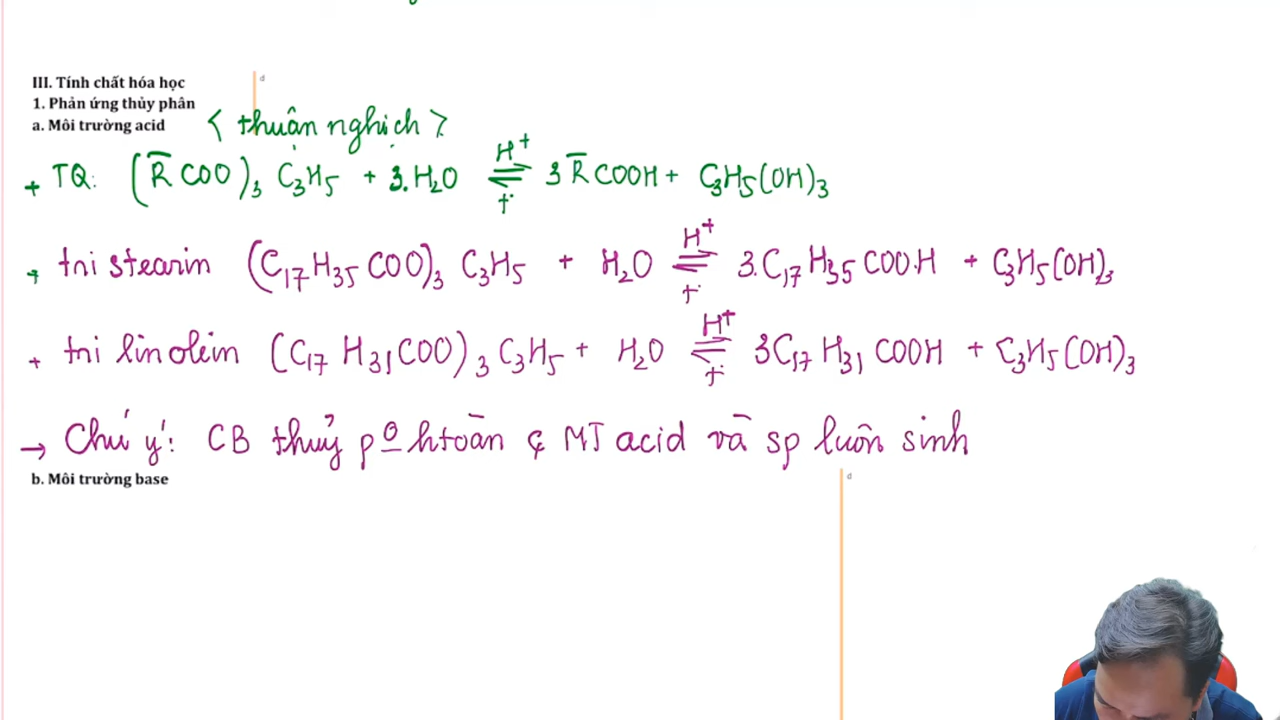 III. Tính chất hóa học
1. Phản ứng thủy phân
a. Môi trường acid < thuận nghịch >
+ TQ: (R̅COO)₃C₃H₅ + 3.H₂O ⇌ 3R̅COOH + C₃H₅(OH)₃ (H⁺, t°)
+ tri stearin (C₁₇H₃₅COO)₃C₃H₅ + H₂O ⇌ 3.C₁₇H₃₅COOH + C₃H₅(OH)₃ (H⁺, t°)
+ tri linolein (C₁₇H₃₁COO)₃C₃H₅ + H₂O ⇌ 3C₁₇H₃₁COOH + C₃H₅(OH)₃ (H⁺, t°)
→ Chú ý: CB thuỷ p htoàn MT acid và sp luôn sinh
b. Môi trường base